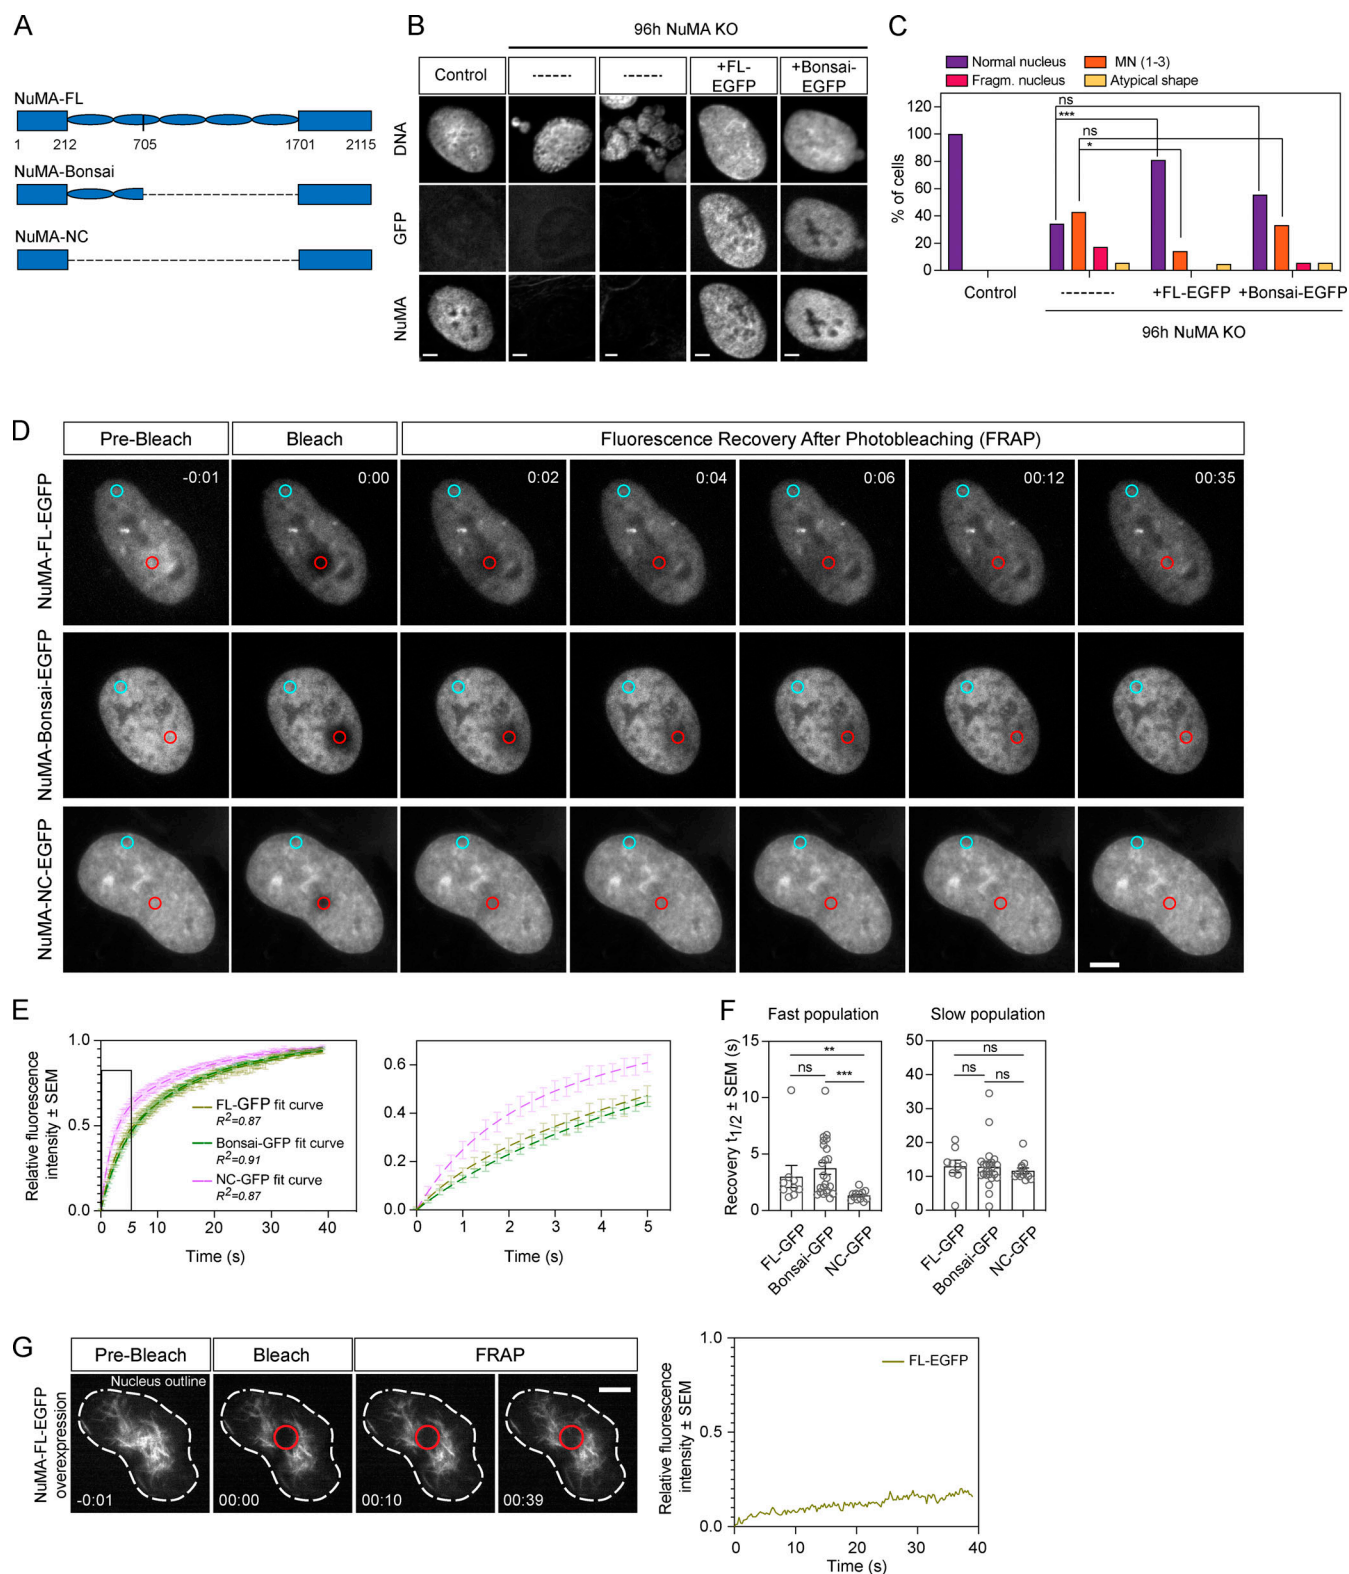 A
NuMA-FL
1 212 705 1701 2115
NuMA-Bonsai
NuMA-NC
B
96h NuMA KO
Control
+FL-
EGFP
+Bonsai-
EGFP
DNA
GFP
NuMA
C
Normal nucleus
MN (1-3)
Fragm. nucleus
Atypical shape
% of cells
120
100
80
60
40
20
0
ns
***
ns
*
Control
+FL-EGFP
+Bonsai-EGFP
96h NuMA KO
D
Pre-Bleach
Bleach
Fluorescence Recovery After Photobleaching (FRAP)
NuMA-FL-EGFP
-0:01
0:00
0:02
0:04
0:06
00:12
00:35
NuMA-Bonsai-EGFP
NuMA-NC-EGFP
E
Relative fluorescence
intensity ± SEM
1.0
0.5
0.0
FL-GFP fit curve
R²=0.87
Bonsai-GFP fit curve
R²=0.91
NC-GFP fit curve
R²=0.87
0 5 10 20 30 40
Time (s)
0.6
0.4
0.2
0.0
0 1 2 3 4 5
Time (s)
F
Fast population
Recovery t1/2 ± SEM (s)
15
10
5
0
**
ns
***
FL-GFP
Bonsai-GFP
NC-GFP
Slow population
50
40
30
20
10
0
ns
ns
ns
FL-GFP
Bonsai-GFP
NC-GFP
G
Pre-Bleach
Bleach
FRAP
NuMA-FL-EGFP
overexpression
Nucleus outline
-0:01
00:00
00:10
00:39
Relative fluorescence
intensity ± SEM
1.0
0.5
0.0
FL-EGFP
0 10 20 30 40
Time (s)